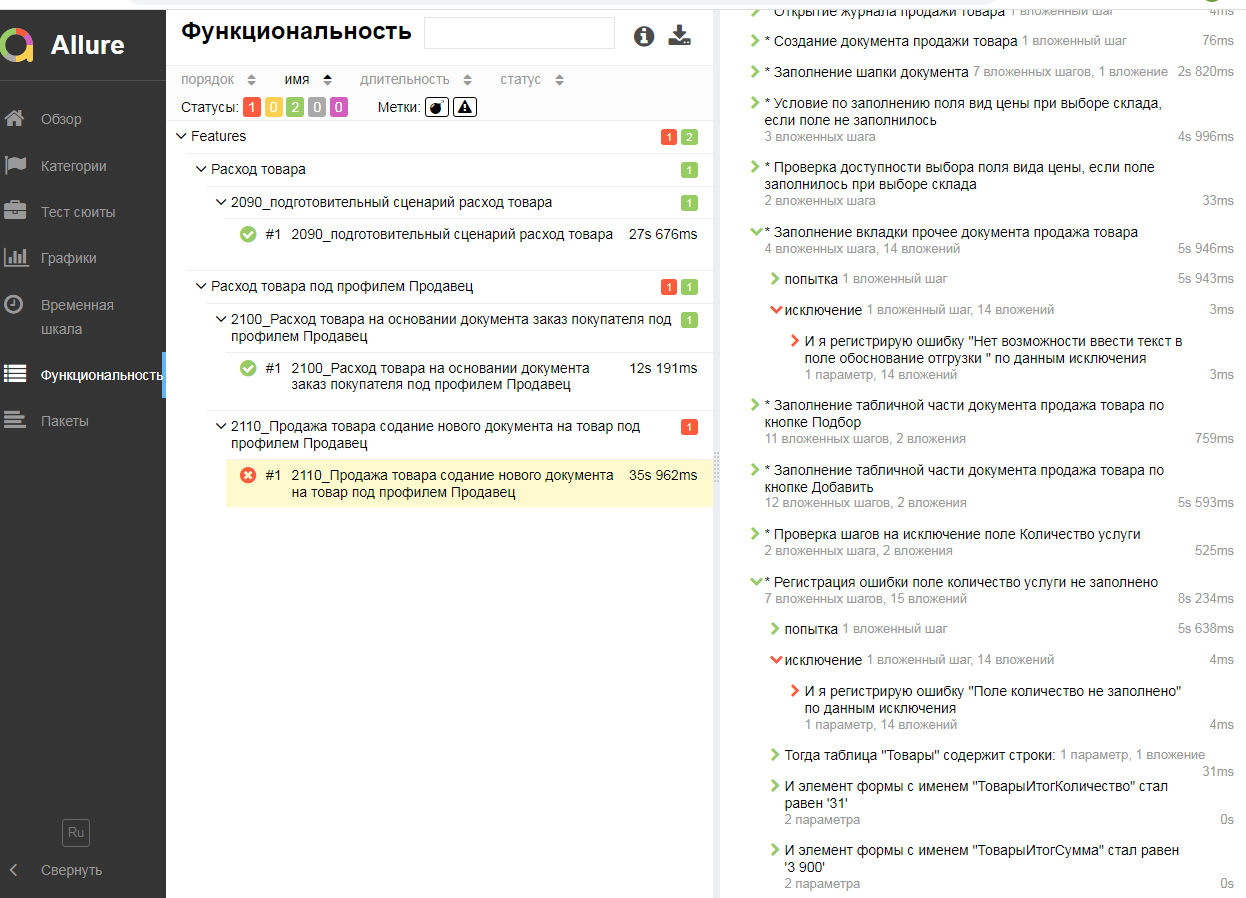 Allure
Обзор
Категории
Тест сюиты
Графики
Временная
шкала
Функциональность
Пакеты
Ru
Свернуть
Функциональность
порядок имя длительность статус
Статусы: 1 0 2 0 0 Метки:
Features 1 2
Расход товара 1
2090_подготовительный сценарий расход товара 1
#1 2090_подготовительный сценарий расход товара 27s 676ms
Расход товара под профилем Продавец 1 1
2100_Расход товара на основании документа заказ покупателя под 1
профилем Продавец
#1 2100_Расход товара на основании документа 12s 191ms
заказ покупателя под профилем Продавец
2110_Продажа товара содание нового документа на товар под 1
профилем Продавец
#1 2110_Продажа товара содание нового документа 35s 962ms
на товар под профилем Продавец
Открытие журнала продажи товара 1 вложенный шаг 4ms
* Создание документа продажи товара 1 вложенный шаг 76ms
* Заполнение шапки документа 7 вложенных шагов, 1 вложение 2s 820ms
* Условие по заполнению поля вид цены при выборе склада,
если поле не заполнилось
3 вложенных шага 4s 996ms
* Проверка доступности выбора поля вида цены, если поле
заполнилось при выборе склада
2 вложенных шага 33ms
* Заполнение вкладки прочее документа продажа товара
4 вложенных шага, 14 вложений 5s 946ms
попытка 1 вложенный шаг 5s 943ms
исключение 1 вложенный шаг, 14 вложений 3ms
И я регистрирую ошибку "Нет возможности ввести текст в
поле обоснование отгрузки " по данным исключения
1 параметр, 14 вложений 3ms
* Заполнение табличной части документа продажа товара по
кнопке Подбор
11 вложенных шагов, 2 вложения 759ms
* Заполнение табличной части документа продажа товара по
кнопке Добавить
12 вложенных шагов, 2 вложения 5s 593ms
* Проверка шагов на исключение поле Количество услуги
2 вложенных шага, 2 вложения 525ms
* Регистрация ошибки поле количество услуги не заполнено
7 вложенных шагов, 15 вложений 8s 234ms
попытка 1 вложенный шаг 5s 638ms
исключение 1 вложенный шаг, 14 вложений 4ms
И я регистрирую ошибку "Поле количество не заполнено"
по данным исключения
1 параметр, 14 вложений 4ms
Тогда таблица "Товары" содержит строки: 1 параметр, 1 вложение
31ms
И элемент формы с именем "ТоварыИтогКоличество" стал
равен '31'
2 параметра 0s
И элемент формы с именем "ТоварыИтогСумма" стал равен
'3 900'
2 параметра 0s